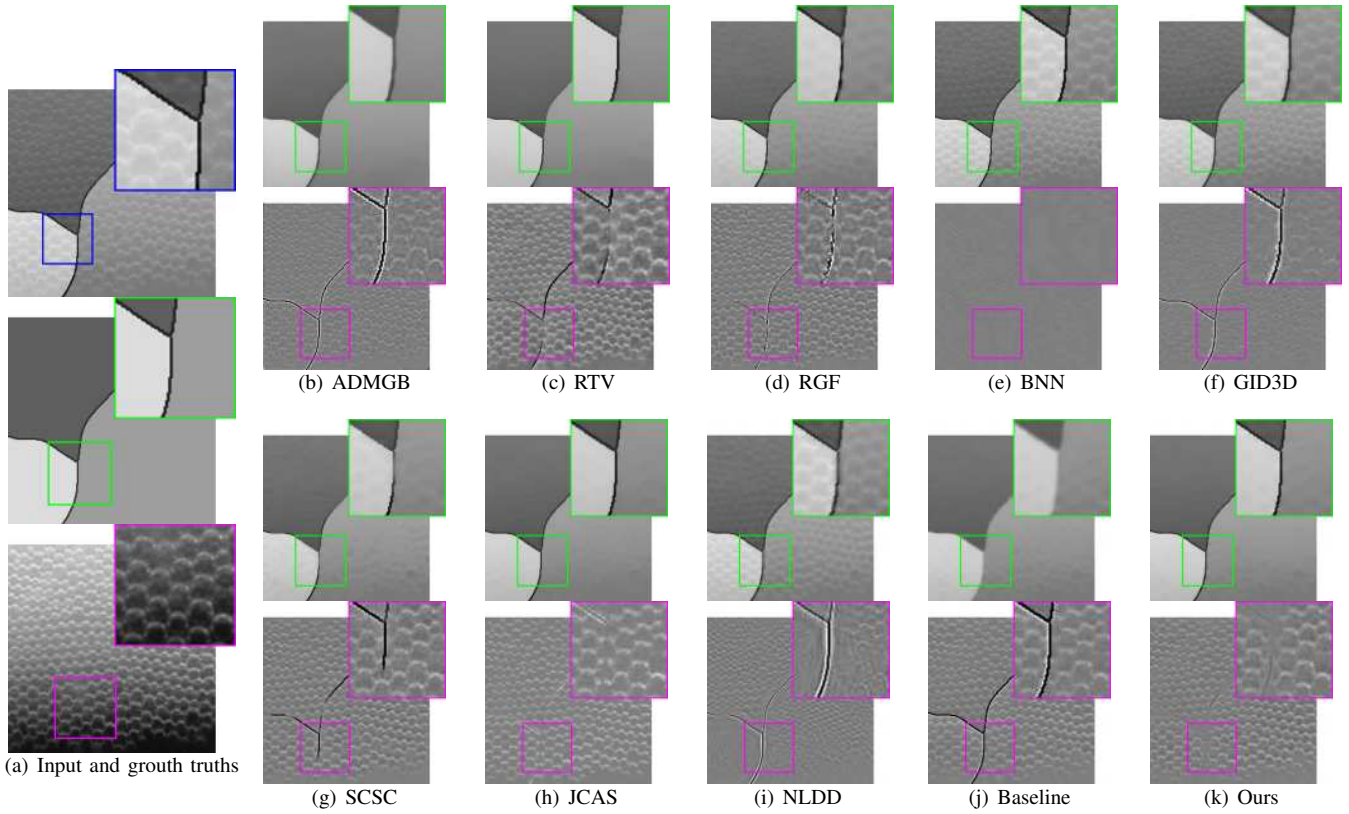 (b) ADMGB
(c) RTV
(d) RGF
(e) BNN
(f) GID3D
(a) Input and grouth truths
(g) SCSC
(h) JCAS
(i) NLDD
(j) Baseline
(k) Ours